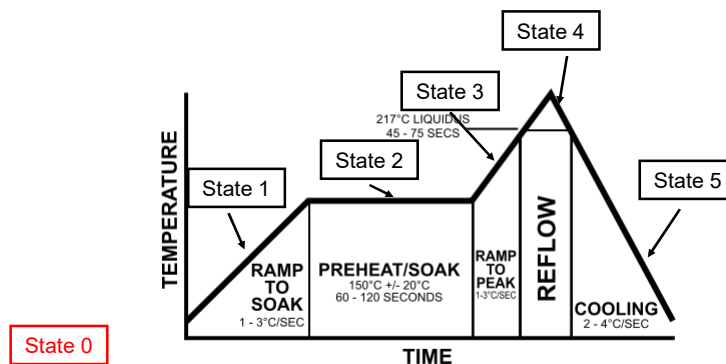 State 4
State 3
217°C LIQUIDUS
45 - 75 SECS
State 2
State 1
State 5
TEMPERATURE
RAMP
TO
SOAK
1 - 3°C/SEC
PREHEAT/SOAK
150°C +/- 20°C
60 - 120 SECONDS
RAMP
TO
PEAK
1-3°C/SEC
REFLOW
COOLING
2 - 4°C/SEC
State 0
TIME